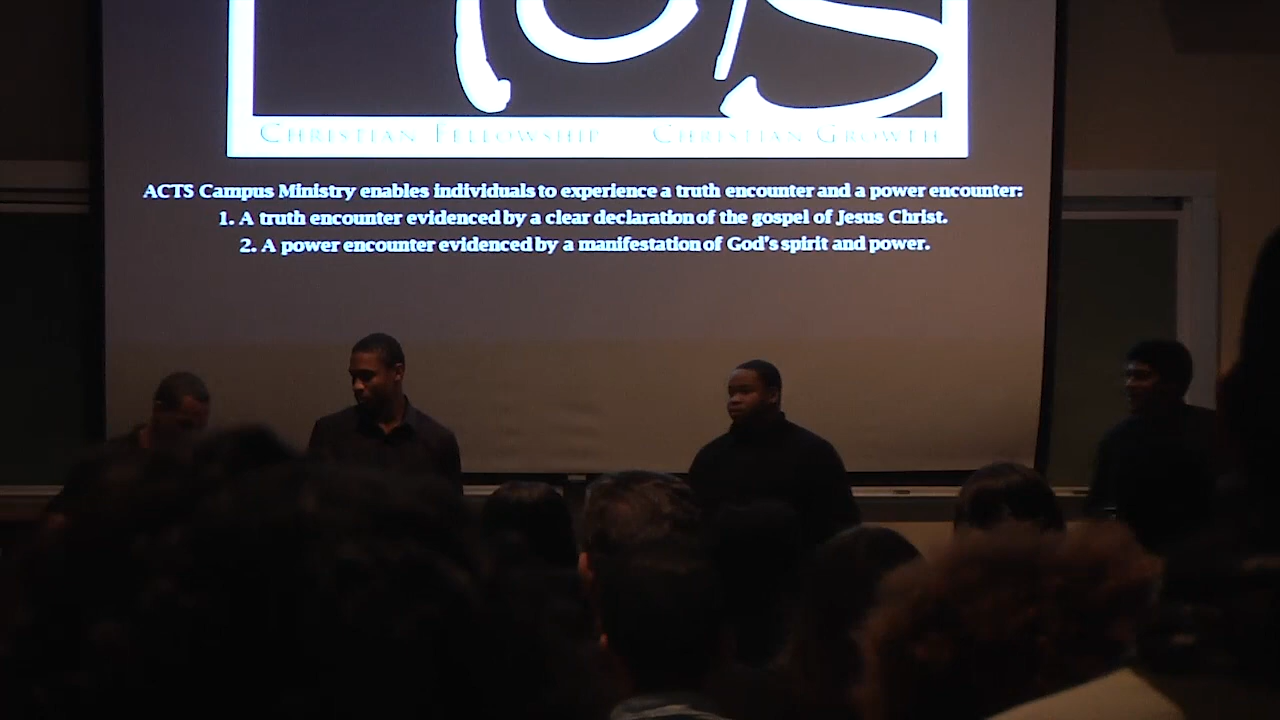 CHRISTIAN FELLOWSHIP CHRISTIAN GROWTH
ACTS Campus Ministry enables individuals to experience a truth encounter and a power encounter:
1. A truth encounter evidenced by a clear declaration of the gospel of Jesus Christ.
2. A power encounter evidenced by a manifestation of God's spirit and power.